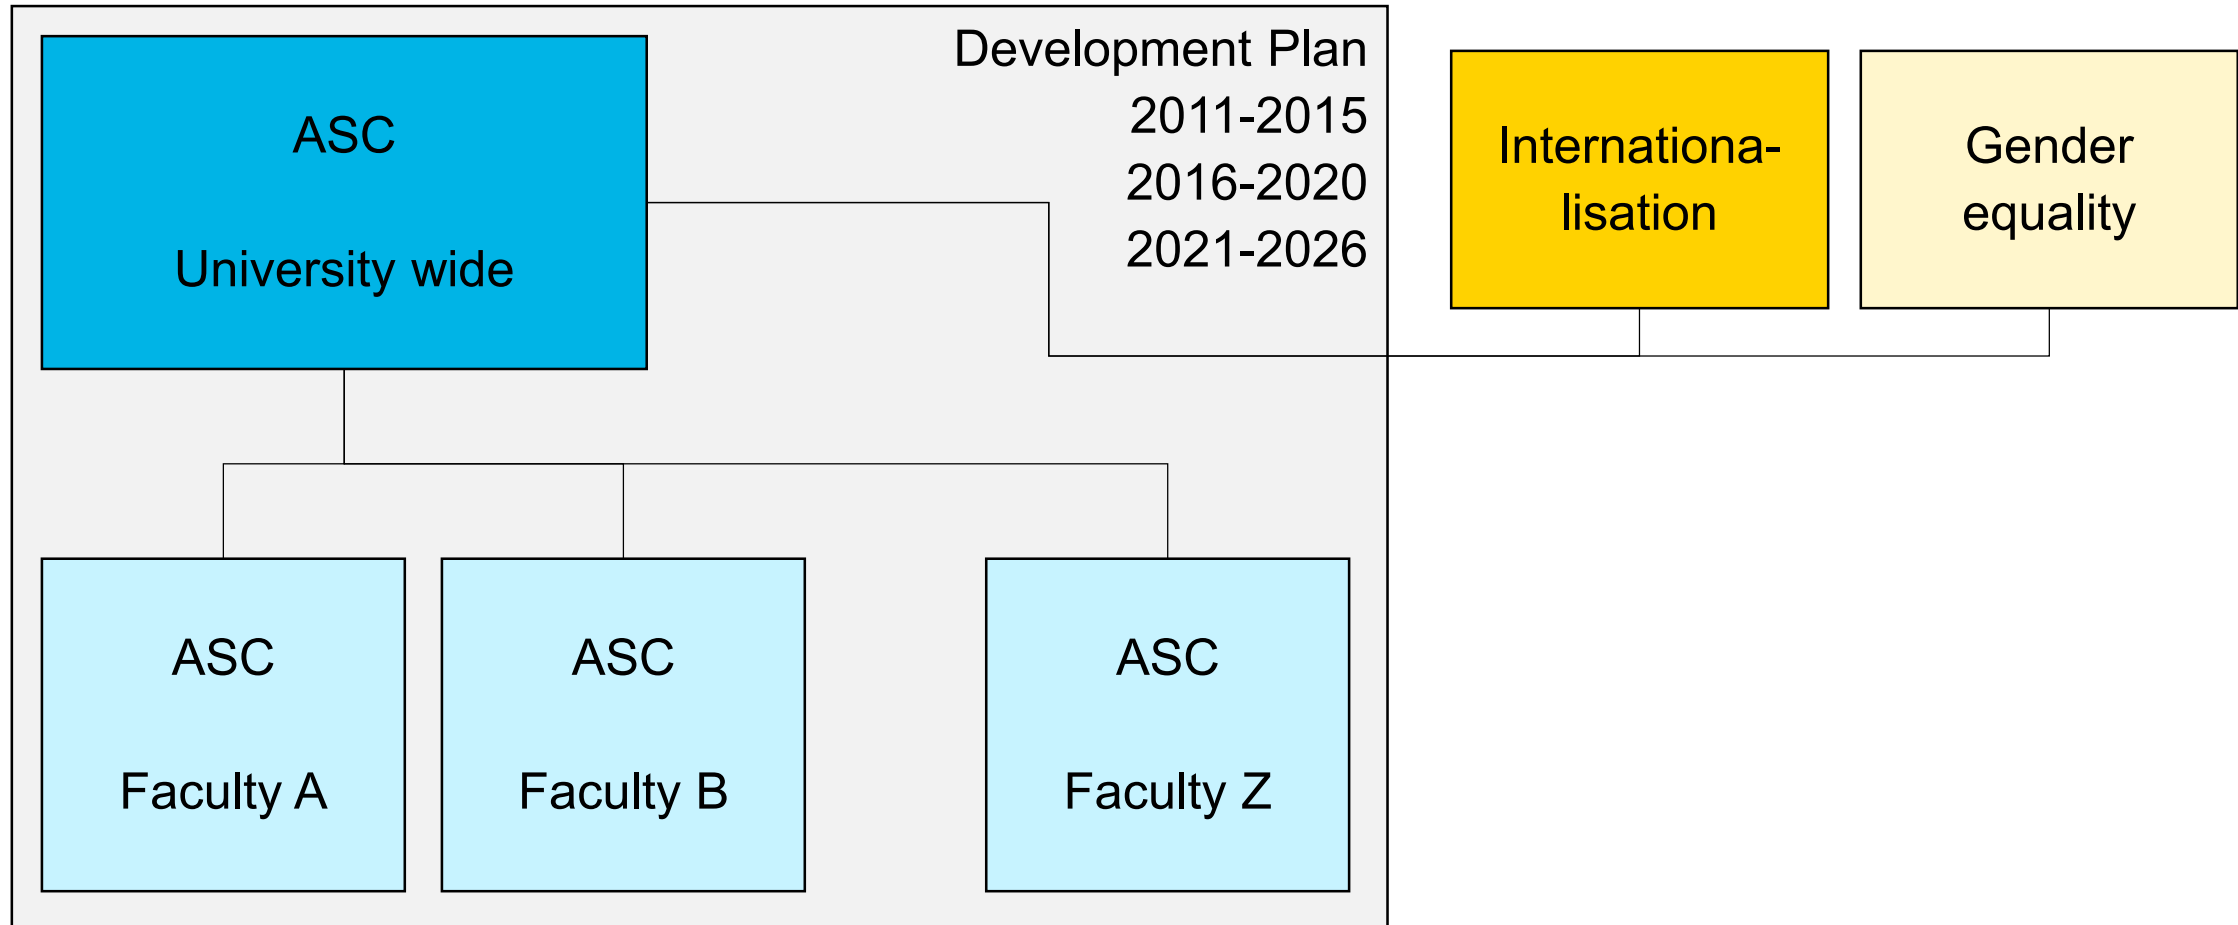 ASC
University wide
Development Plan
2011-2015
2016-2020
2021-2026
Internationa-
lisation
Gender
equality
ASC
Faculty A
ASC
Faculty B
ASC
Faculty Z